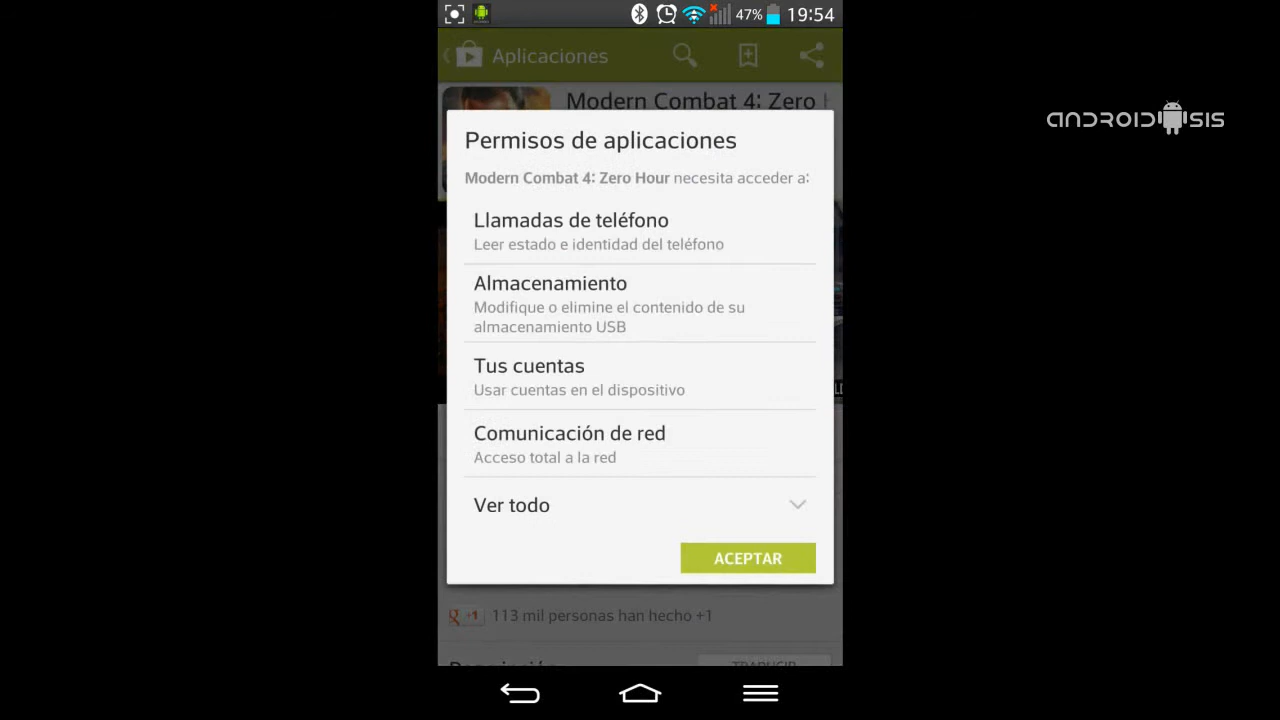 47% 19:54
Aplicaciones
Modern Combat 4: Zero
ANDROIDSIS
Permisos de aplicaciones
Modern Combat 4: Zero Hour necesita acceder a:
Llamadas de teléfono
Leer estado e identidad del teléfono
Almacenamiento
Modifique o elimine el contenido de su
almacenamiento USB
Tus cuentas
Usar cuentas en el dispositivo
Comunicación de red
Acceso total a la red
Ver todo
ACEPTAR
g +1 113 mil personas han hecho +1